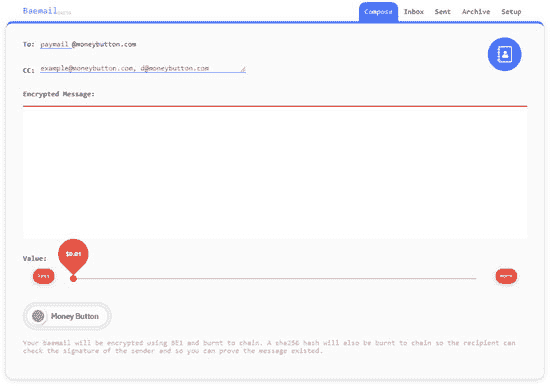 Baemail
Compose Inbox Sent Archive Setup
To: paymail @moneybutton.com
CC: example@moneybutton.com, d@moneybutton.com
Encrypted Message:
Value:
$0.01
Money Button
Your baemail will be encrypted using BE1 and burnt to chain. A sha256 hash will also be burnt to chain so the recipient can
check the signature of the sender and so you can prove the message existed.